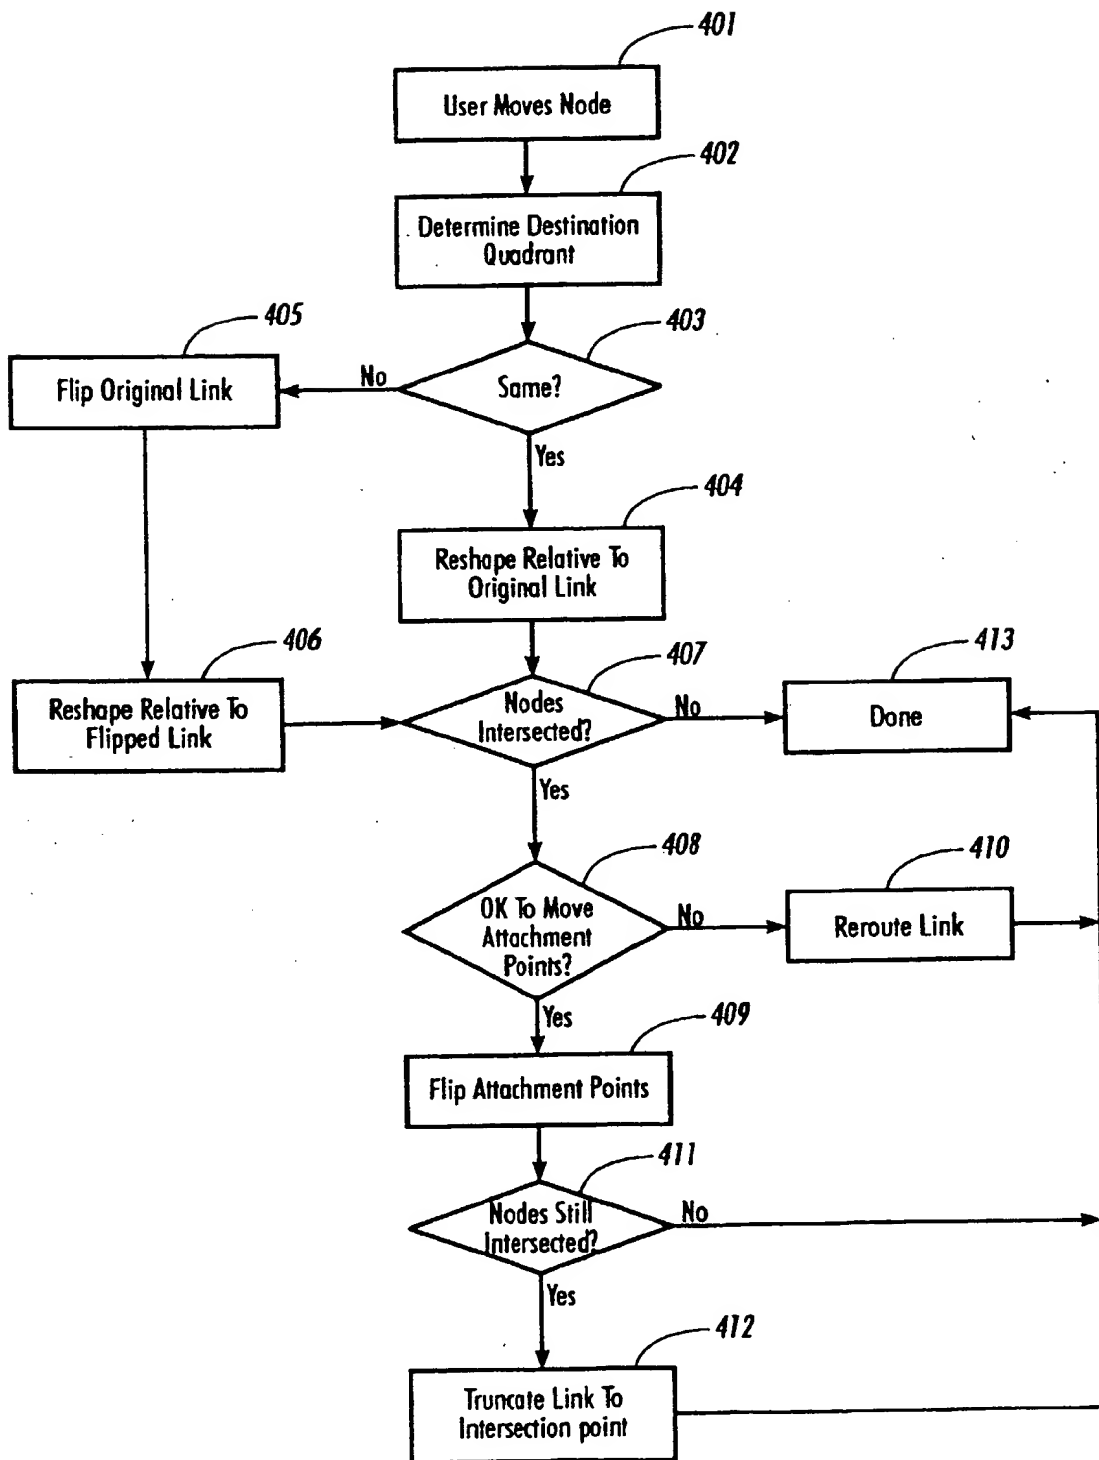 401
User Moves Node
402
Determine Destination
Quadrant
405
403
Flip Original Link
No
Same?
Yes
404
Reshape Relative To
Original Link
406
407
413
Reshape Relative To
Flipped Link
Nodes
Intersected?
No
Done
Yes
408
410
OK To Move
Attachment
Points?
No
Reroute Link
Yes
409
Flip Attachment Points
411
Nodes Still
Intersected?
No
Yes
412
Truncate Link To
Intersection point